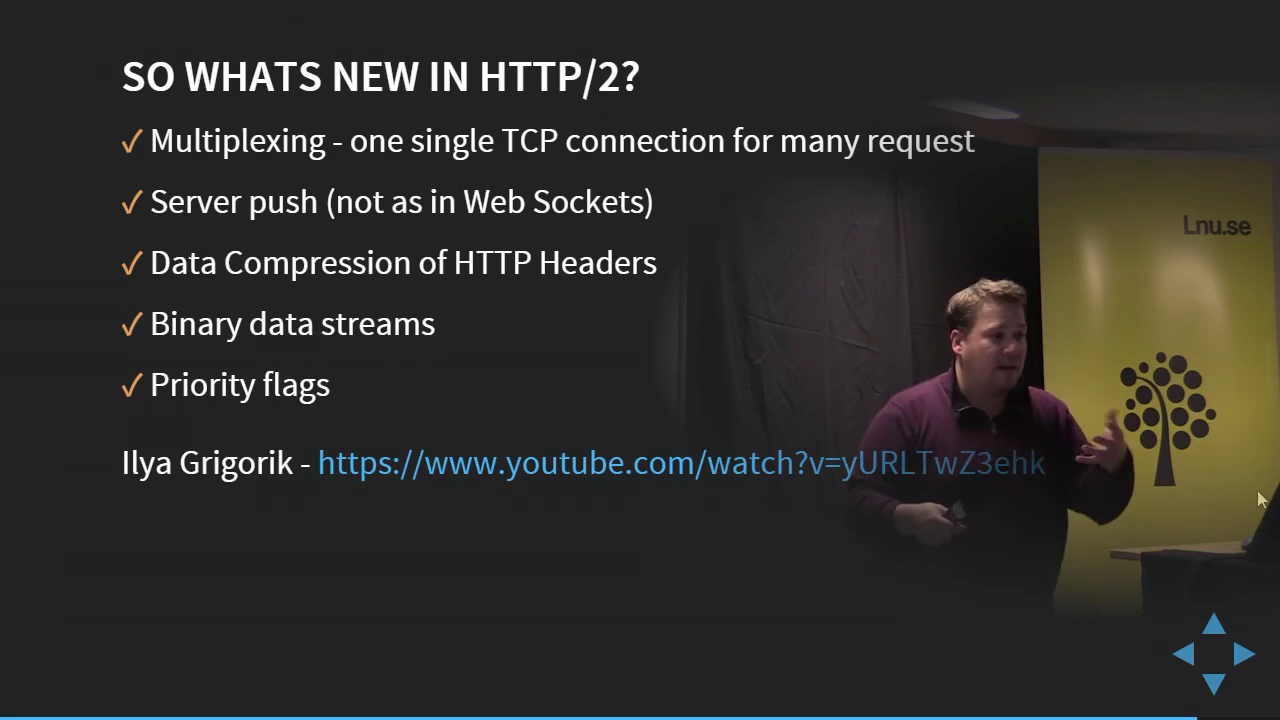 SO WHATS NEW IN HTTP/2?
✓ Multiplexing - one single TCP connection for many request
✓ Server push (not as in Web Sockets)
✓ Data Compression of HTTP Headers
✓ Binary data streams
✓ Priority flags
Ilya Grigorik - https://www.youtube.com/watch?v=yURLTwZ3ehk
Lnu.se